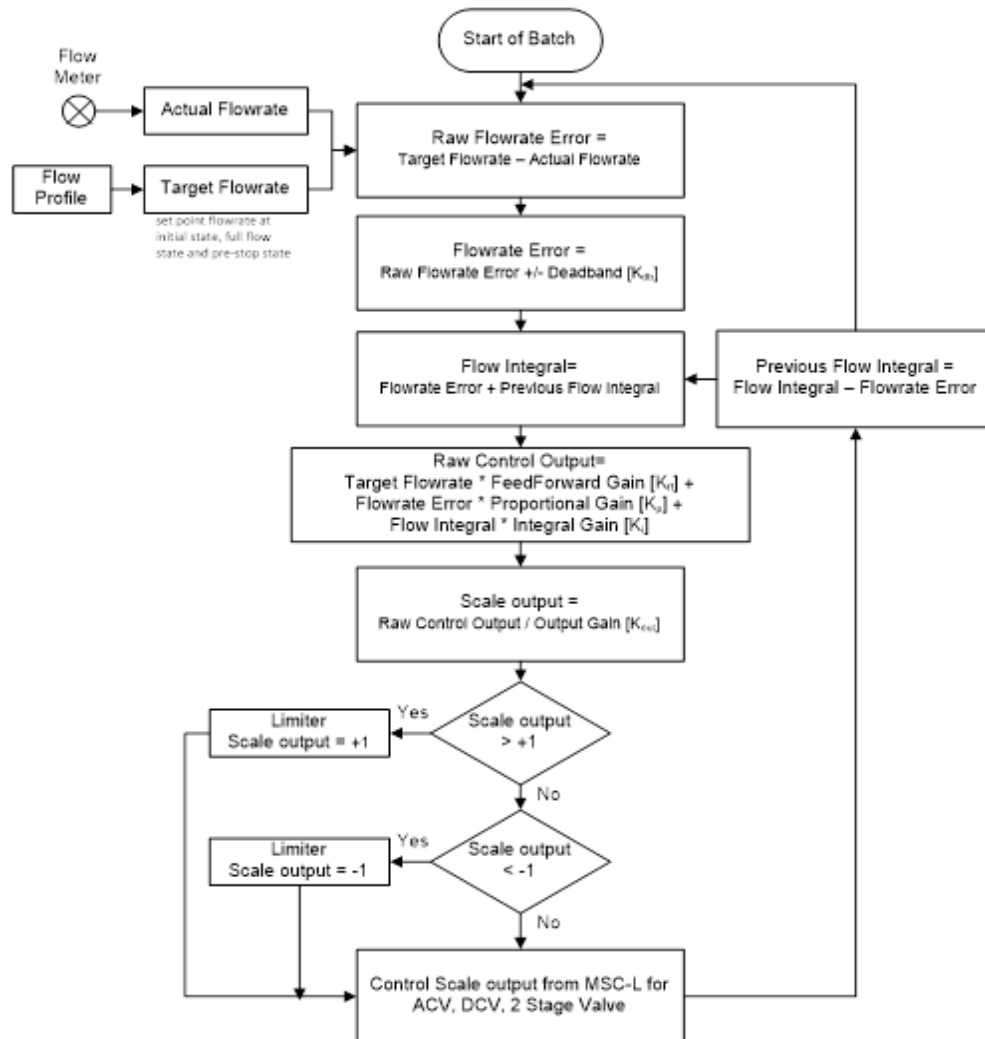 Start of Batch
Flow
Meter
Actual Flowrate
Raw Flowrate Error =
Target Flowrate – Actual Flowrate
Flow
Profile
Target Flowrate
set point flowrate at
initial state, full flow
state and pre-stop state
Flowrate Error =
Raw Flowrate Error +/- Deadband [Kdb]
Flow Integral=
Flowrate Error + Previous Flow Integral
Previous Flow Integral =
Flow Integral – Flowrate Error
Raw Control Output=
Target Flowrate * FeedForward Gain [Kff] +
Flowrate Error * Proportional Gain [Kp] +
Flow Integral * Integral Gain [Ki]
Scale output =
Raw Control Output / Output Gain [Kout]
Limiter
Scale output = +1
Yes
Scale output
> +1
No
Limiter
Scale output = -1
Yes
Scale output
< -1
No
Control Scale output from MSC-L for
ACV, DCV, 2 Stage Valve